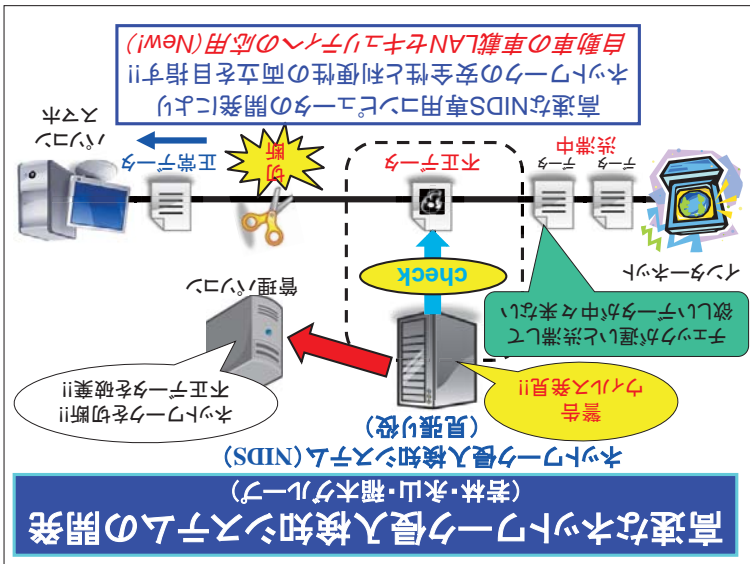 高速なネットワーク侵入検知システムの開発
(若林・永山・稲木グループ)
ネットワーク侵入検知システム(NIDS)
(見張り役)
警告
ウィルス発見!!
ネットワークを切断!!
不正データを破棄!!
チェックが遅いと渋滞して
欲しいデータが中々来ない
管理パソコン
check
インターネット
データ
データ
渋滞中
不正データ
切
断
正常データ
パソコン
スマホ
高速なNIDS専用コンピュータの開発により
ネットワークの安全性と利便性の両立を目指す!!
自動車の車載LANセキュリティへの応用(New!)